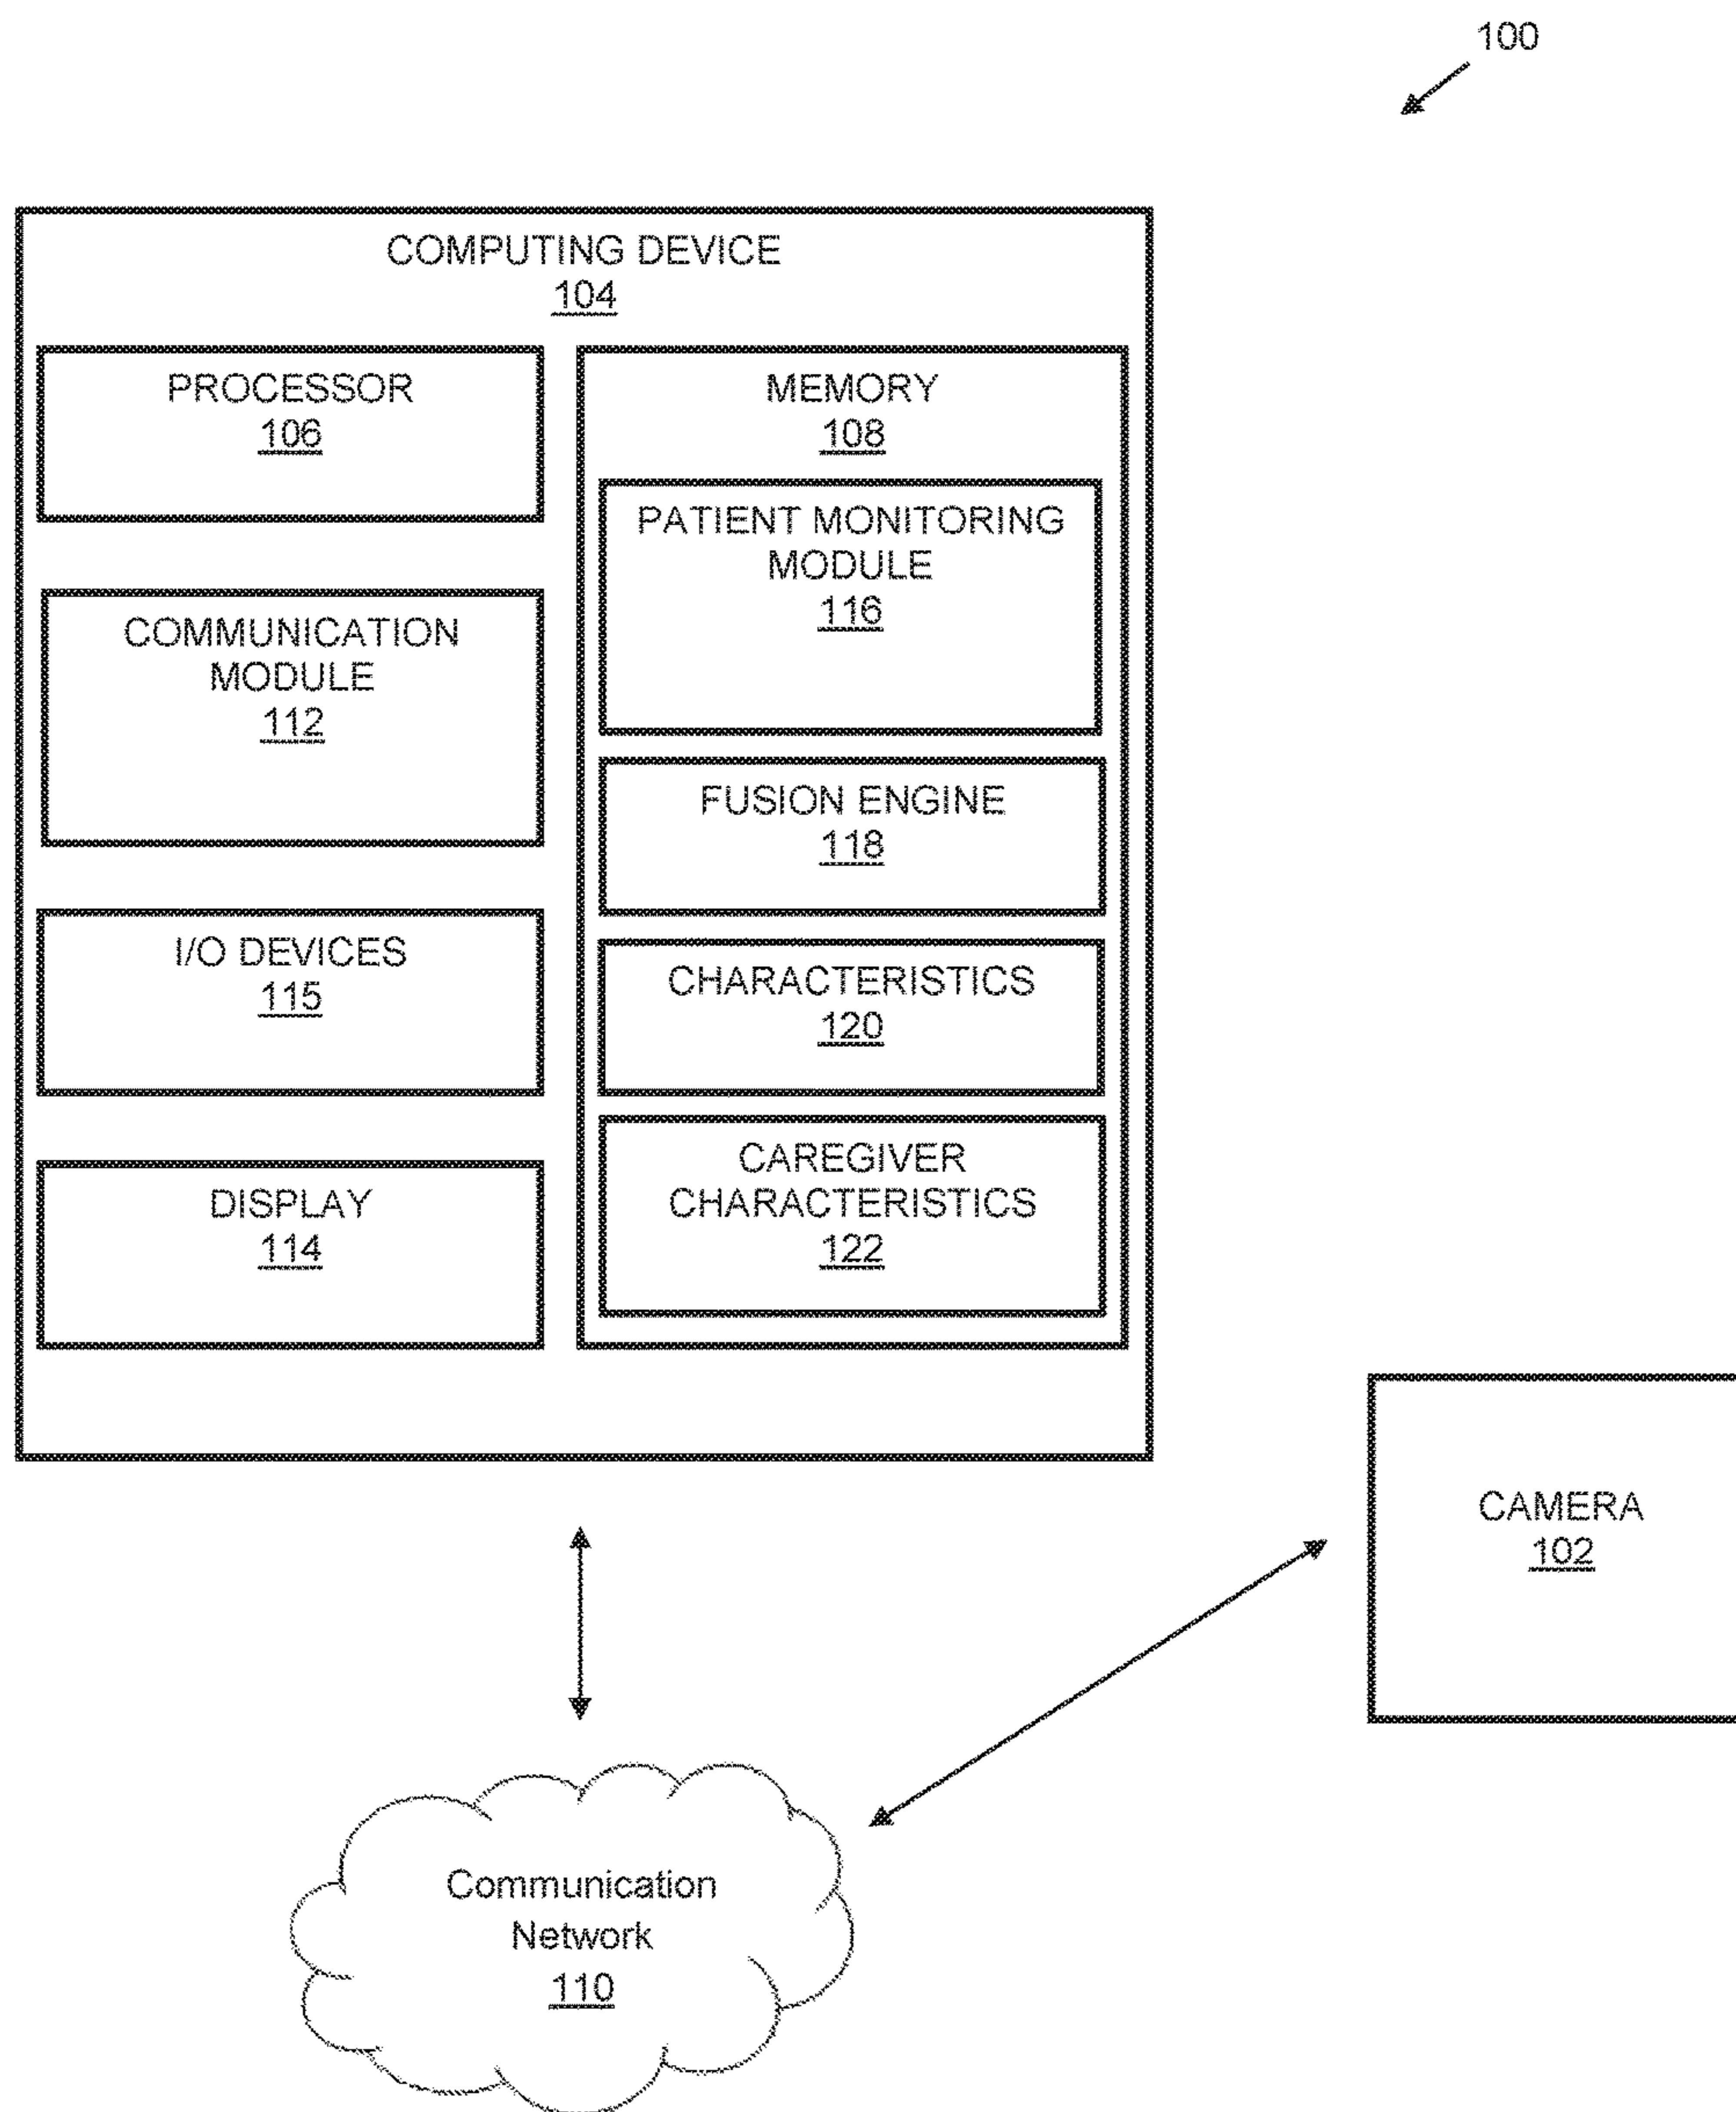 100
COMPUTING DEVICE
104
PROCESSOR
106
COMMUNICATION
MODULE
112
I/O DEVICES
115
DISPLAY
114
MEMORY
108
PATIENT MONITORING
MODULE
116
FUSION ENGINE
118
CHARACTERISTICS
120
CAREGIVER
CHARACTERISTICS
122
CAMERA
102
Communication
Network
110